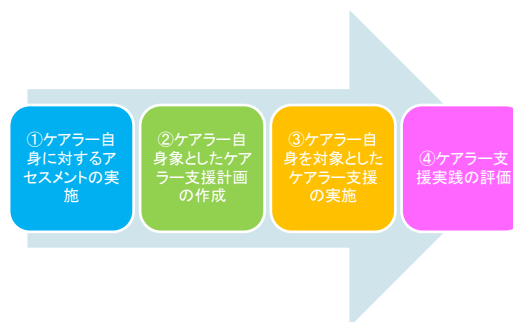 ①ケアラー自
身に対するア
セスメントの実
施
②ケアラー自
身象としたケア
ラー支援計画
の作成
③ケアラー自
身を対象とした
ケアラー支援
の実施
④ケアラー支
援実践の評価